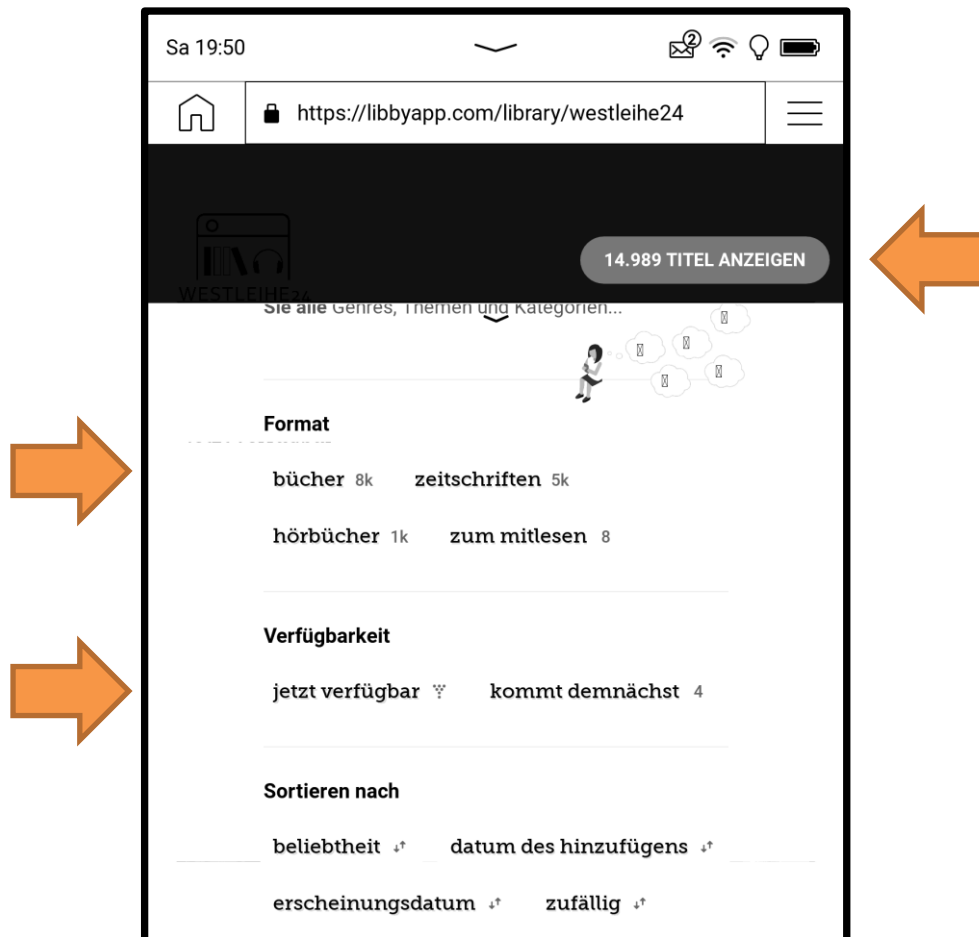 Sa 19:50
2
https://libbyapp.com/library/westleihe24
14.989 TITEL ANZEIGEN
WESTLEIHE24
Sie alle Genres, Themen und Kategorien...
Format
bücher 8k zeitschriften 5k
hörbücher 1k zum mitlesen 8
Verfügbarkeit
jetzt verfügbar kommt demnächst 4
Sortieren nach
beliebtheit datum des hinzufügens
erscheinungsdatum zufällig